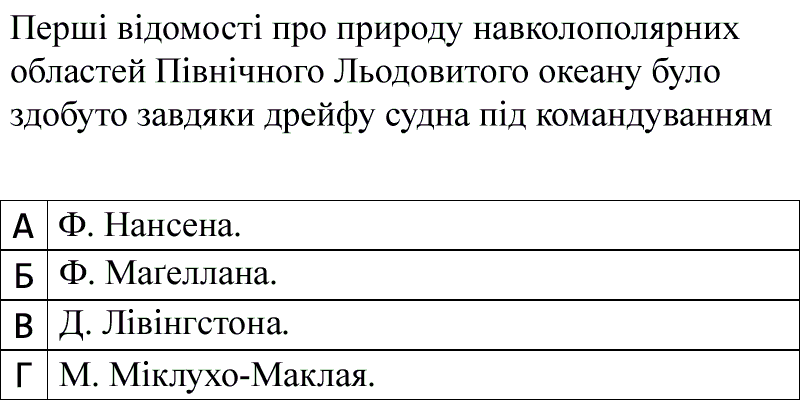 Перші відомості про природу навколополярних
областей Північного Льодовитого океану було
здобуто завдяки дрейфу судна під командуванням
А Ф. Нансена.
Б Ф. Маґеллана.
В Д. Лівінгстона.
Г М. Міклухо-Маклая.